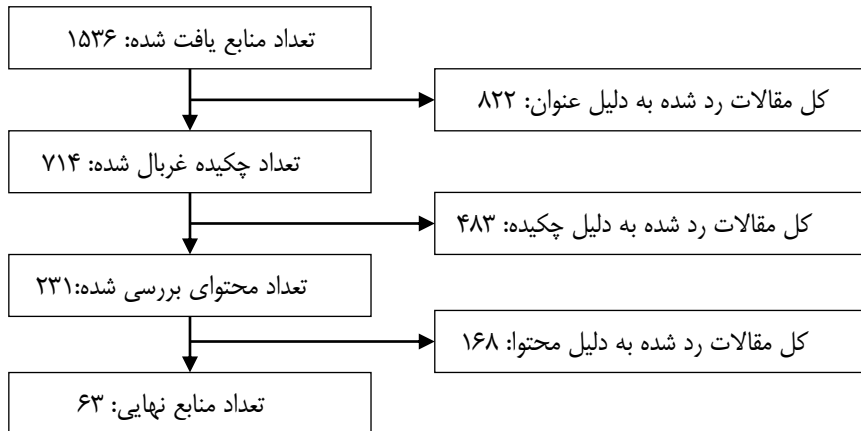 تعداد منابع یافت شده: ۱۵۳۶
کل مقالات رد شده به دلیل عنوان: ۸۲۲
تعداد چکیده غربال شده: ۷۱۴
کل مقالات رد شده به دلیل چکیده: ۴۸۳
تعداد محتوای بررسی شده:۲۳۱
کل مقالات رد شده به دلیل محتوا: ۱۶۸
تعداد منابع نهایی: ۶۳